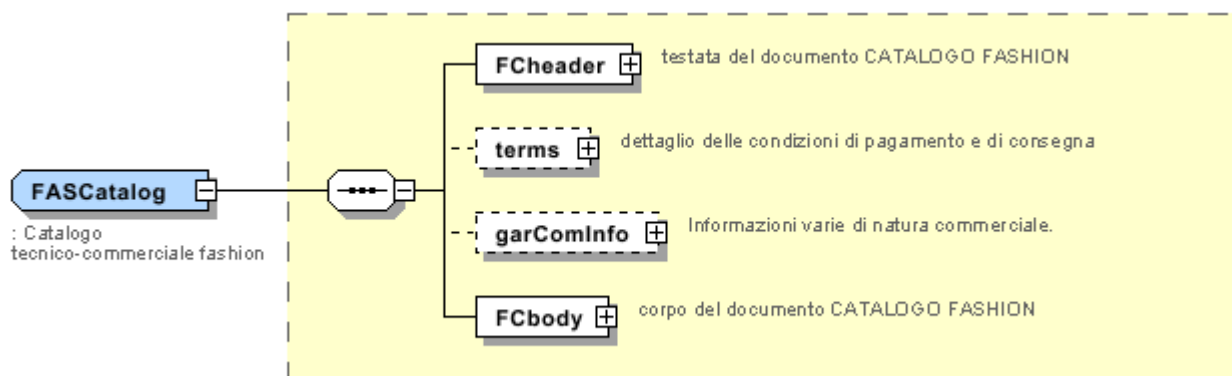 FCheader
testata del documento CATALOGO FASHION
terms
dettaglio delle condizioni di pagamento e di consegna
FASCatalog
: Catalogo
tecnico-commerciale fashion
garComInfo
Informazioni varie di natura commerciale.
FCbody
corpo del documento CATALOGO FASHION